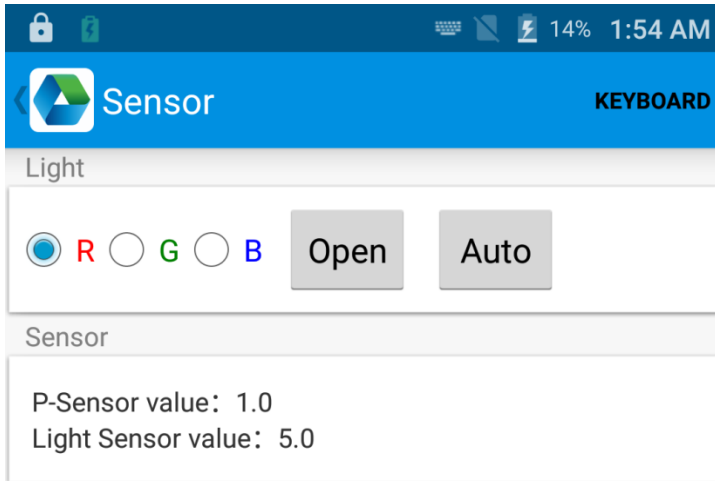 14% 1:54 AM
Sensor KEYBOARD
Light
R G B Open Auto
Sensor
P-Sensor value：1.0
Light Sensor value：5.0